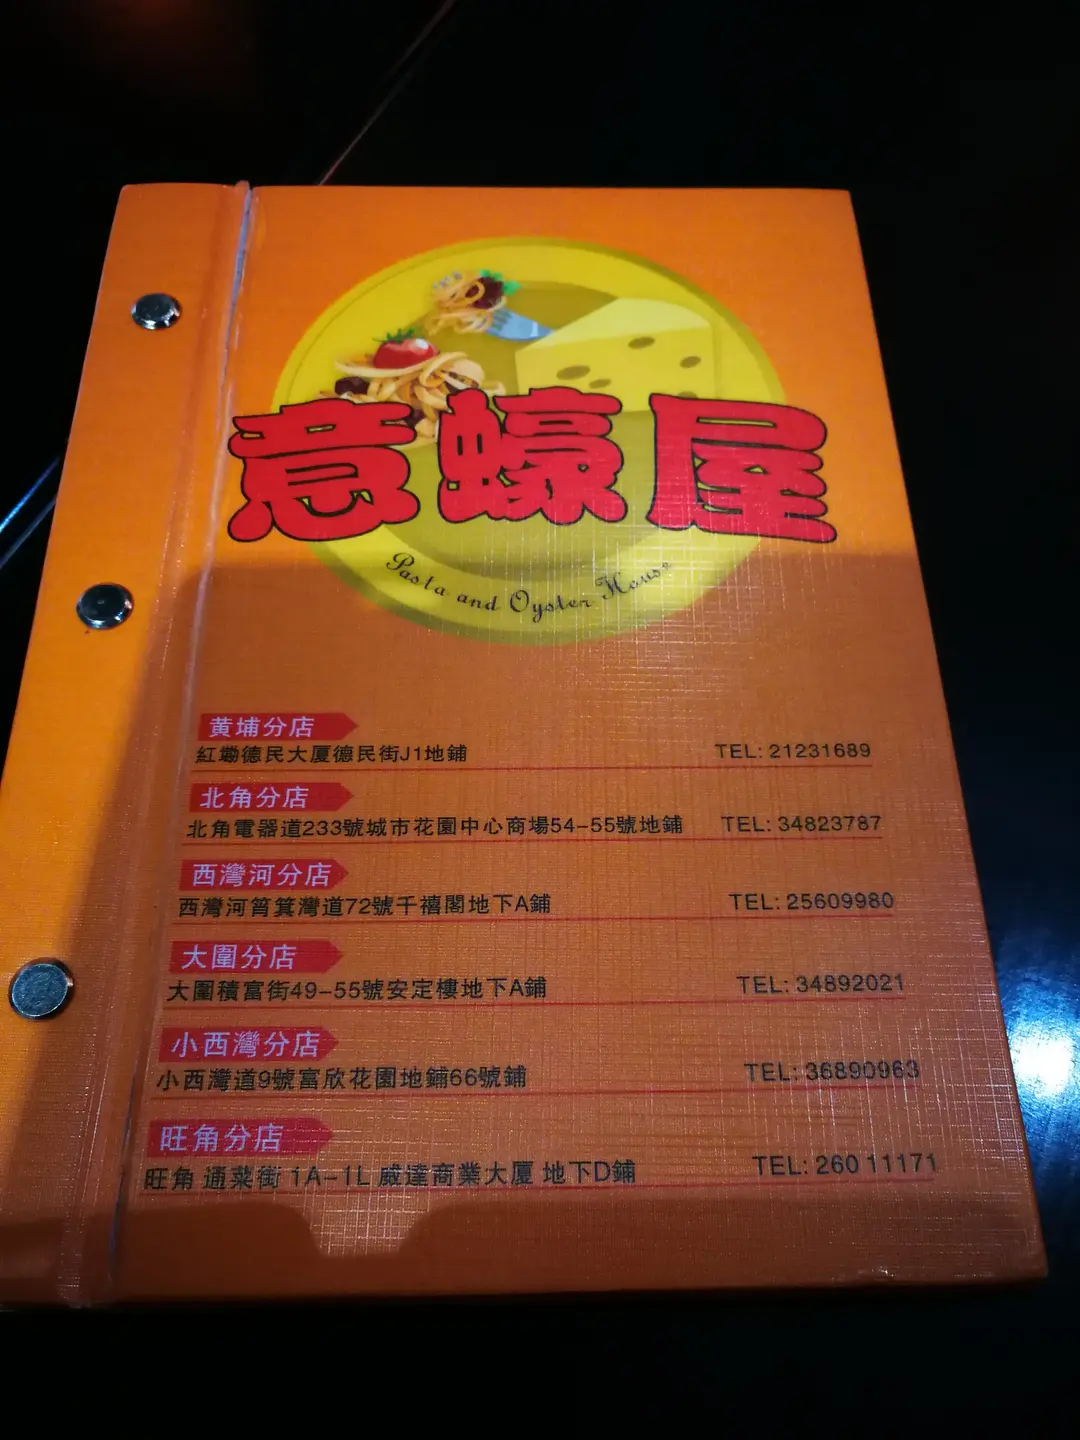 意蠔屋
Pasta and Oyster House
黃埔分店
紅磡德民大厦德民街J1地鋪 TEL: 21231689
北角分店
北角電器道233號城市花園中心商場54-55號地鋪 TEL: 34823787
西灣河分店
西灣河筲箕灣道72號千禧閣地下A鋪 TEL: 25609980
大圍分店
大圍積富街49-55號安定樓地下A鋪 TEL: 34892021
小西灣分店
小西灣道9號富欣花園地鋪66號鋪 TEL: 36890963
旺角分店
旺角 通菜街 1A-1L 威達商業大厦 地下D鋪 TEL: 260 11171